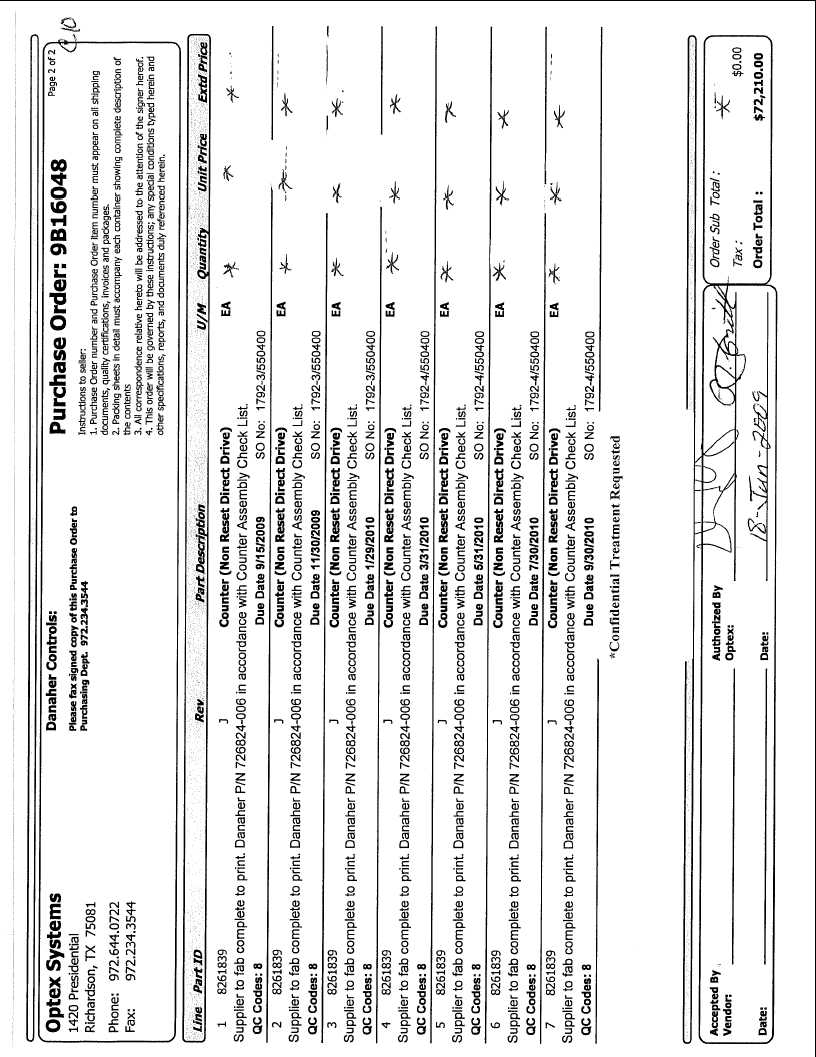 Optex Systems
1420 Presidential
Richardson, TX 75081
Phone: 972.644.0722
Fax: 972.234.3544
Danaher Controls:
Please fax signed copy of this Purchase Order to
Purchasing Dept. 972.234.3544
Purchase Order: 9B16048
Page 2 of 2
Instructions to seller:
1. Purchase Order number and Purchase Order Item number must appear on all shipping
documents, quality certifications, invoices and packages.
2. Packing sheets in detail must accompany each container showing complete description of
the contents
3. All correspondence relative hereto will be addressed to the attention of the signer hereof.
4. This order will be governed by these instructions; any special conditions typed herein and
other specifications, reports, and documents duly referenced herein.
Line Part ID Rev Part Description U/M Quantity Unit Price Extd Price
1 8261839 J Counter (Non Reset Direct Drive) EA * * *
Supplier to fab complete to print. Danaher P/N 726824-006 in accordance with Counter Assembly Check List.
QC Codes: 8 Due Date 9/15/2009 SO No: 1792-3/550400
2 8261839 J Counter (Non Reset Direct Drive) EA * * *
Supplier to fab complete to print. Danaher P/N 726824-006 in accordance with Counter Assembly Check List.
QC Codes: 8 Due Date 11/30/2009 SO No: 1792-3/550400
3 8261839 J Counter (Non Reset Direct Drive) EA * * *
Supplier to fab complete to print. Danaher P/N 726824-006 in accordance with Counter Assembly Check List.
QC Codes: 8 Due Date 1/29/2010 SO No: 1792-3/550400
4 8261839 J Counter (Non Reset Direct Drive) EA * * *
Supplier to fab complete to print. Danaher P/N 726824-006 in accordance with Counter Assembly Check List.
QC Codes: 8 Due Date 3/31/2010 SO No: 1792-4/550400
5 8261839 J Counter (Non Reset Direct Drive) EA * * *
Supplier to fab complete to print. Danaher P/N 726824-006 in accordance with Counter Assembly Check List.
QC Codes: 8 Due Date 5/31/2010 SO No: 1792-4/550400
6 8261839 J Counter (Non Reset Direct Drive) EA * * *
Supplier to fab complete to print. Danaher P/N 726824-006 in accordance with Counter Assembly Check List.
QC Codes: 8 Due Date 7/30/2010 SO No: 1792-4/550400
7 8261839 J Counter (Non Reset Direct Drive) EA * * *
Supplier to fab complete to print. Danaher P/N 726824-006 in accordance with Counter Assembly Check List.
QC Codes: 8 Due Date 9/30/2010 SO No: 1792-4/550400
*Confidential Treatment Requested
Accepted By
Vendor:
Date:
Authorized By
Optex:
Date: 18-Jun-2009
Order Sub Total: *
Tax: $0.00
Order Total: $72,210.00